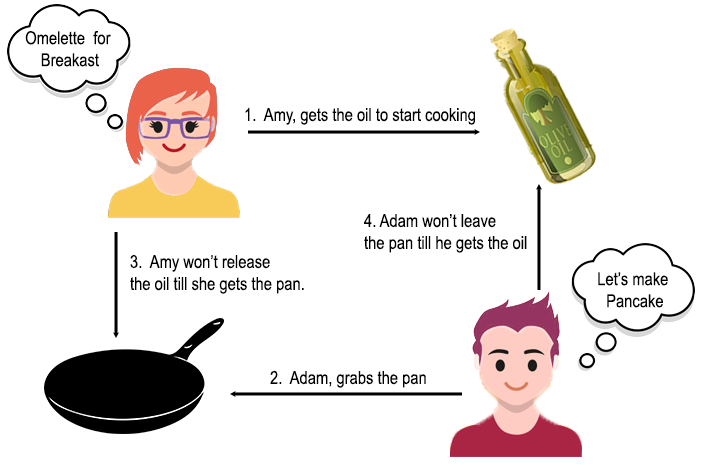 Omelette for
Breakast
1. Amy, gets the oil to start cooking
OLIVE
OIL
4. Adam won't leave
the pan till he gets the oil
3. Amy won't release
the oil till she gets the pan.
Let's make
Pancake
2. Adam, grabs the pan